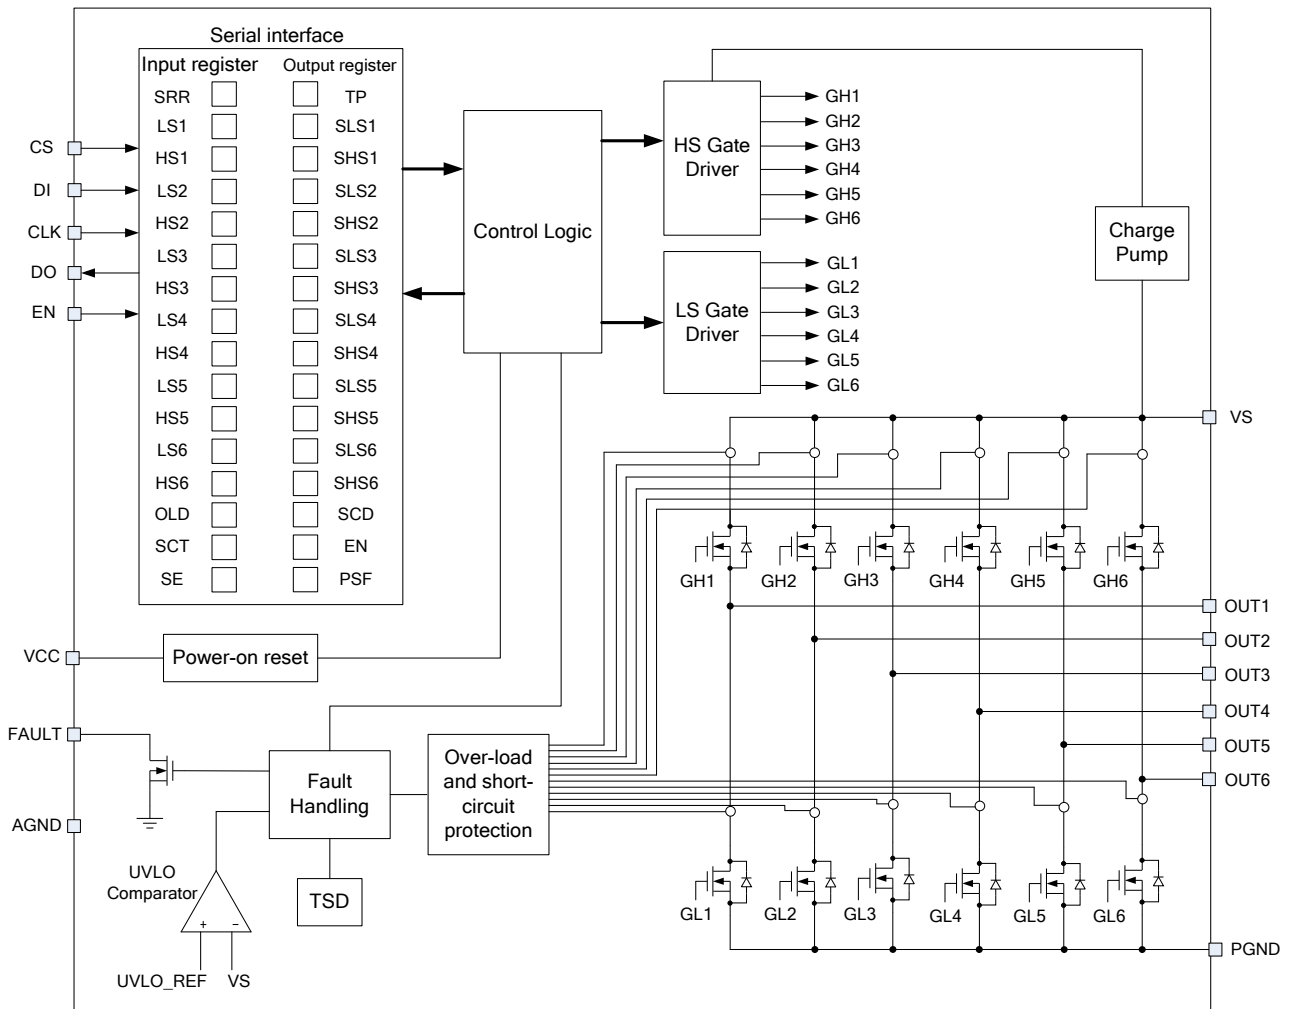 Serial interface
Input register
Output register
SRR
TP
LS1
SLS1
HS1
SHS1
LS2
SLS2
HS2
SHS2
LS3
SLS3
HS3
SHS3
LS4
SLS4
HS4
SHS4
LS5
SLS5
HS5
SHS5
LS6
SLS6
HS6
SHS6
OLD
SCD
SCT
EN
SE
PSF
CS
DI
CLK
DO
EN
Control Logic
HS Gate
Driver
GH1
GH2
GH3
GH4
GH5
GH6
LS Gate
Driver
GL1
GL2
GL3
GL4
GL5
GL6
Charge
Pump
VS
GH1
GH2
GH3
GH4
GH5
GH6
OUT1
OUT2
OUT3
OUT4
OUT5
OUT6
VCC
Power-on reset
FAULT
AGND
Fault
Handling
Over-load
and short-
circuit
protection
UVLO
Comparator
+
−
TSD
UVLO_REF
VS
GL1
GL2
GL3
GL4
GL5
GL6
PGND